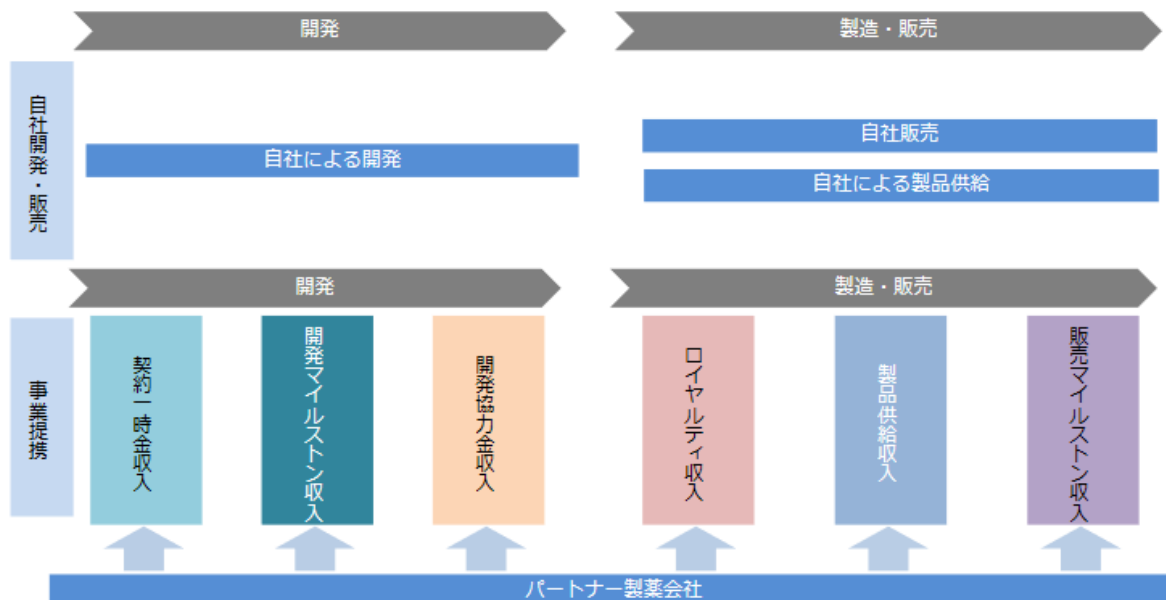 開発
製造・販売
自社開発・販売
自社による開発
自社販売
自社による製品供給
開発
製造・販売
事業提携
契約一時金収入
開発マイルストン収入
開発協力金収入
ロイヤルティ収入
製品供給収入
販売マイルストン収入
パートナー製薬会社